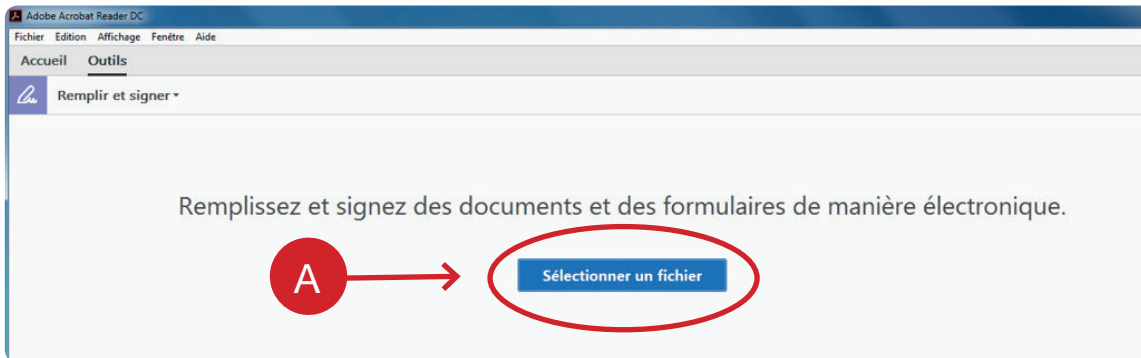 Adobe Acrobat Reader DC
Fichier Edition Affichage Fenêtre Aide
Accueil Outils
Remplir et signer
Remplissez et signez des documents et des formulaires de manière électronique.
A
Sélectionner un fichier